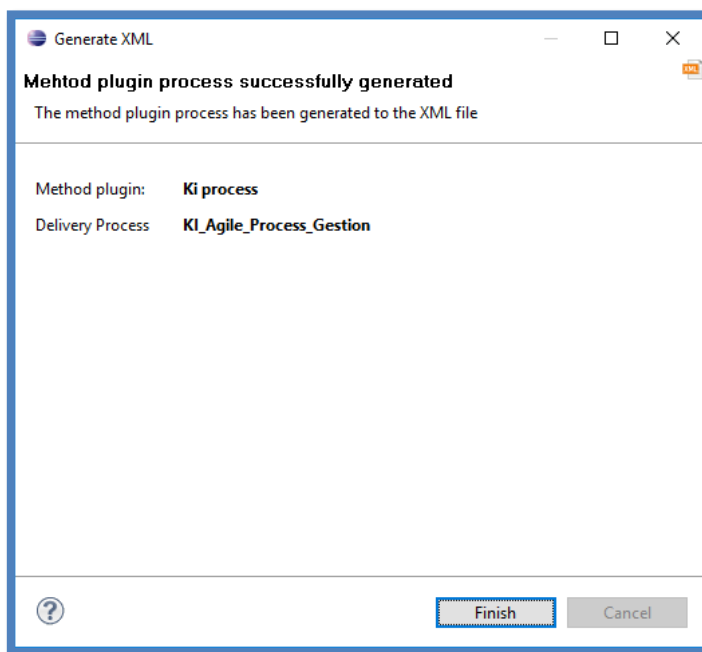 Generate XML
Mehtod plugin process successfully generated
XML
The method plugin process has been generated to the XML file
Method plugin: Ki process
Delivery Process KI_Agile_Process_Gestion
?
Finish Cancel